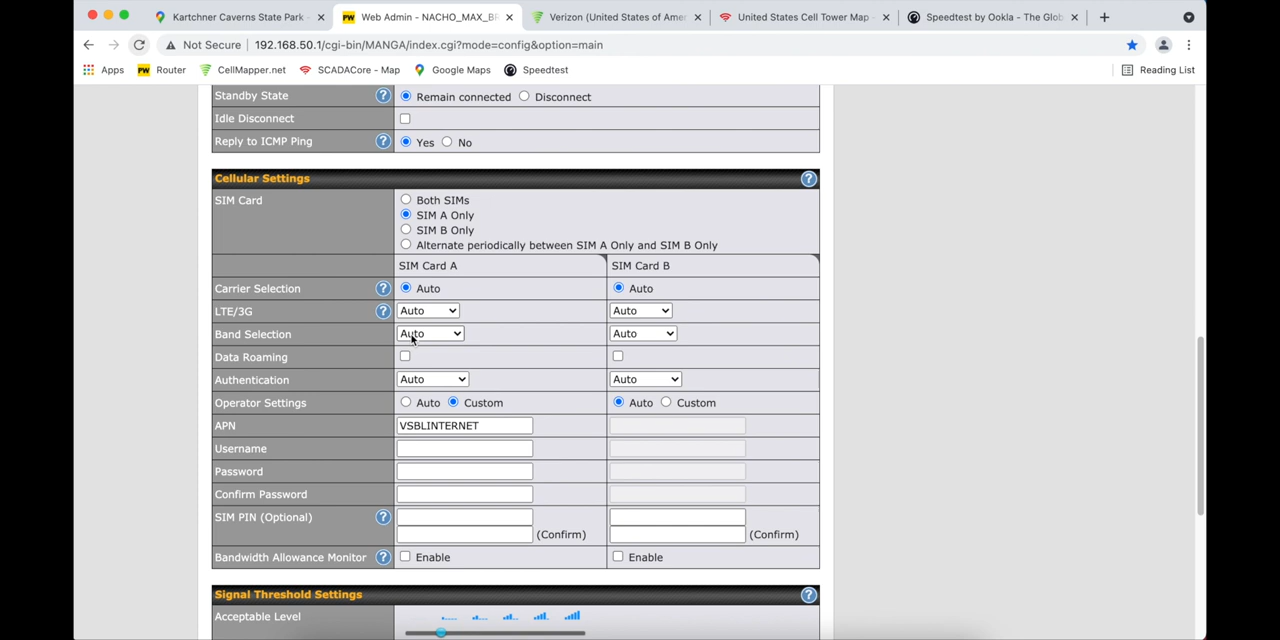 Kartchner Caverns State Park - × Web Admin - NACHO_MAX_BR × Verizon (United States of Ame × United States Cell Tower Map - × Speedtest by Ookla - The Glob × +
Not Secure | 192.168.50.1/cgi-bin/MANGA/index.cgi?mode=config&option=main
Apps PW Router CellMapper.net SCADACore - Map Google Maps Speedtest Reading List
Standby State ? Remain connected Disconnect
Idle Disconnect
Reply to ICMP Ping ? Yes No
Cellular Settings ?
SIM Card Both SIMs
SIM A Only
SIM B Only
Alternate periodically between SIM A Only and SIM B Only
SIM Card A SIM Card B
Carrier Selection ? Auto Auto
LTE/3G ? Auto Auto
Band Selection Auto Auto
Data Roaming
Authentication Auto Auto
Operator Settings Auto Custom Auto Custom
APN VSBLINTERNET
Username
Password
Confirm Password
SIM PIN (Optional) ?
(Confirm) (Confirm)
Bandwidth Allowance Monitor ? Enable Enable
Signal Threshold Settings ?
Acceptable Level